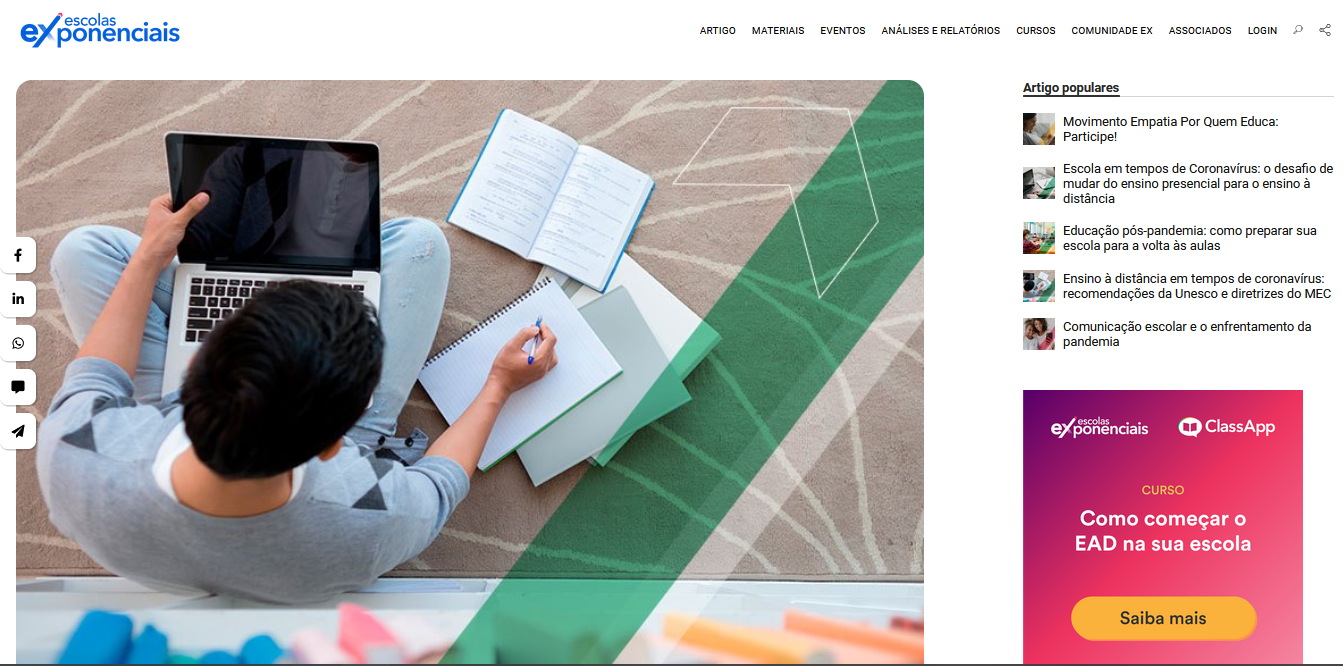 escolas
exponenciais
ARTIGO MATERIAIS EVENTOS ANÁLISES E RELATÓRIOS CURSOS COMUNIDADE EX ASSOCIADOS LOGIN
Artigo populares
Movimento Empatia Por Quem Educa:
Participe!
Escola em tempos de Coronavírus: o desafio de
mudar do ensino presencial para o ensino à
distância
Educação pós-pandemia: como preparar sua
escola para a volta às aulas
Ensino à distância em tempos de coronavírus:
recomendações da Unesco e diretrizes do MEC
Comunicação escolar e o enfrentamento da
pandemia
escolas
exponenciais
ClassApp
CURSO
Como começar o
EAD na sua escola
Saiba mais